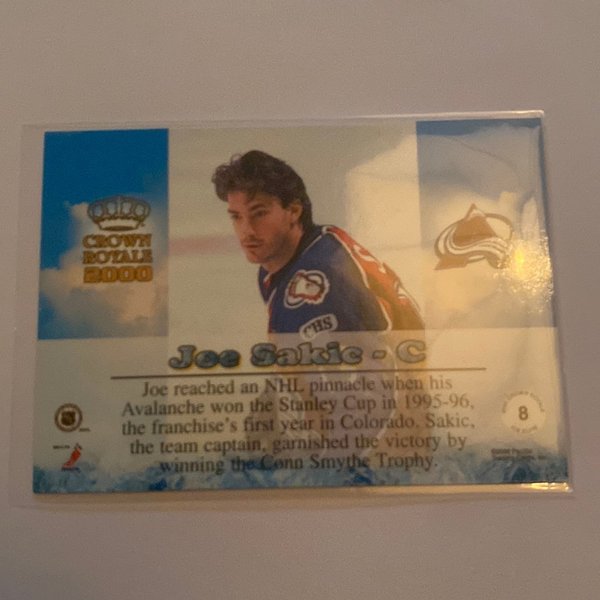 CROWN
ROYALE
2000
CHS
Joe Sakic - C
Joe reached an NHL pinnacle when his
Avalanche won the Stanley Cup in 1995-96,
the franchise's first year in Colorado. Sakic,
the team captain, garnished the victory by
winning the Conn Smythe Trophy.
8